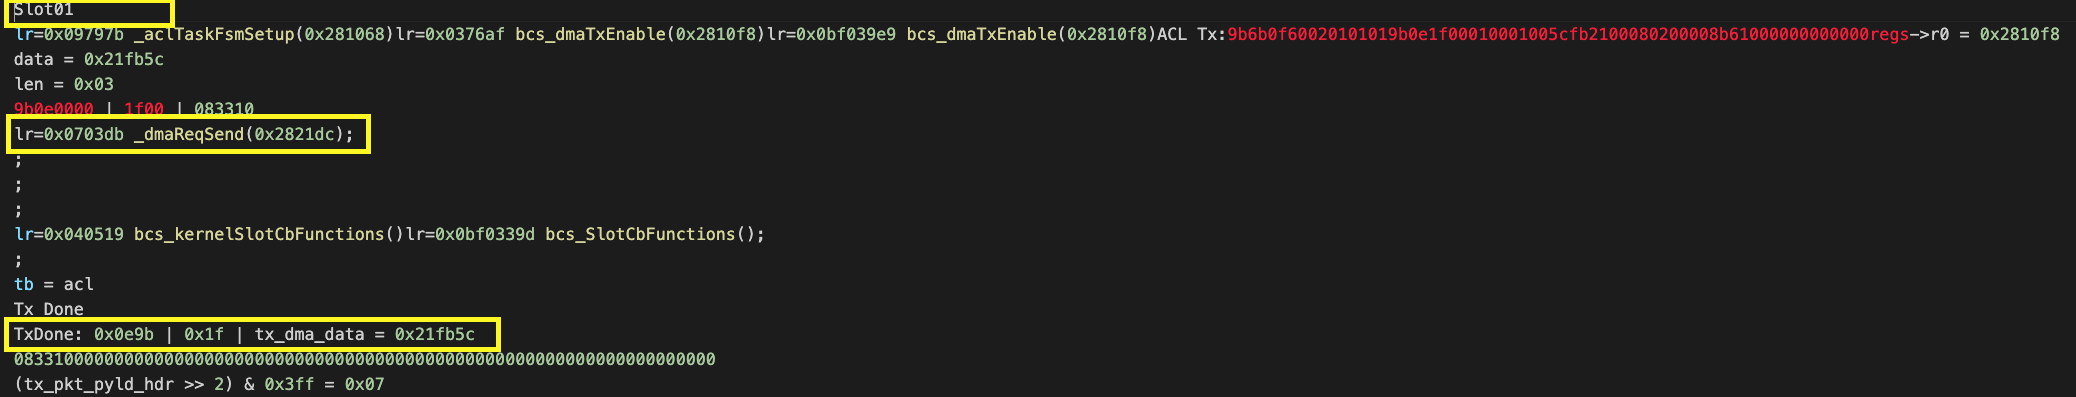 Slot01
lr=0x09797b _aclTaskFsmSetup(0x281068)lr=0x0376af bcs_dmaTxEnable(0x2810f8)lr=0x0bf039e9 bcs_dmaTxEnable(0x2810f8)ACL Tx:9b6b0f60020101019b0e1f00010001005cfb2100080200008b61000000000000regs->r0 = 0x2810f8
data = 0x21fb5c
len = 0x03
9b0e0000 | 1f00 | 083310
lr=0x0703db _dmaReqSend(0x2821dc);
;
;
;
lr=0x040519 bcs_kernelSlotCbFunctions()lr=0x0bf0339d bcs_SlotCbFunctions();
;
tb = acl
Tx Done
TxDone: 0x0e9b | 0x1f | tx_dma_data = 0x21fb5c
0833100000000000000000000000000000000000000000000000000000000000000000
(tx_pkt_pyld_hdr >> 2) & 0x3ff = 0x07